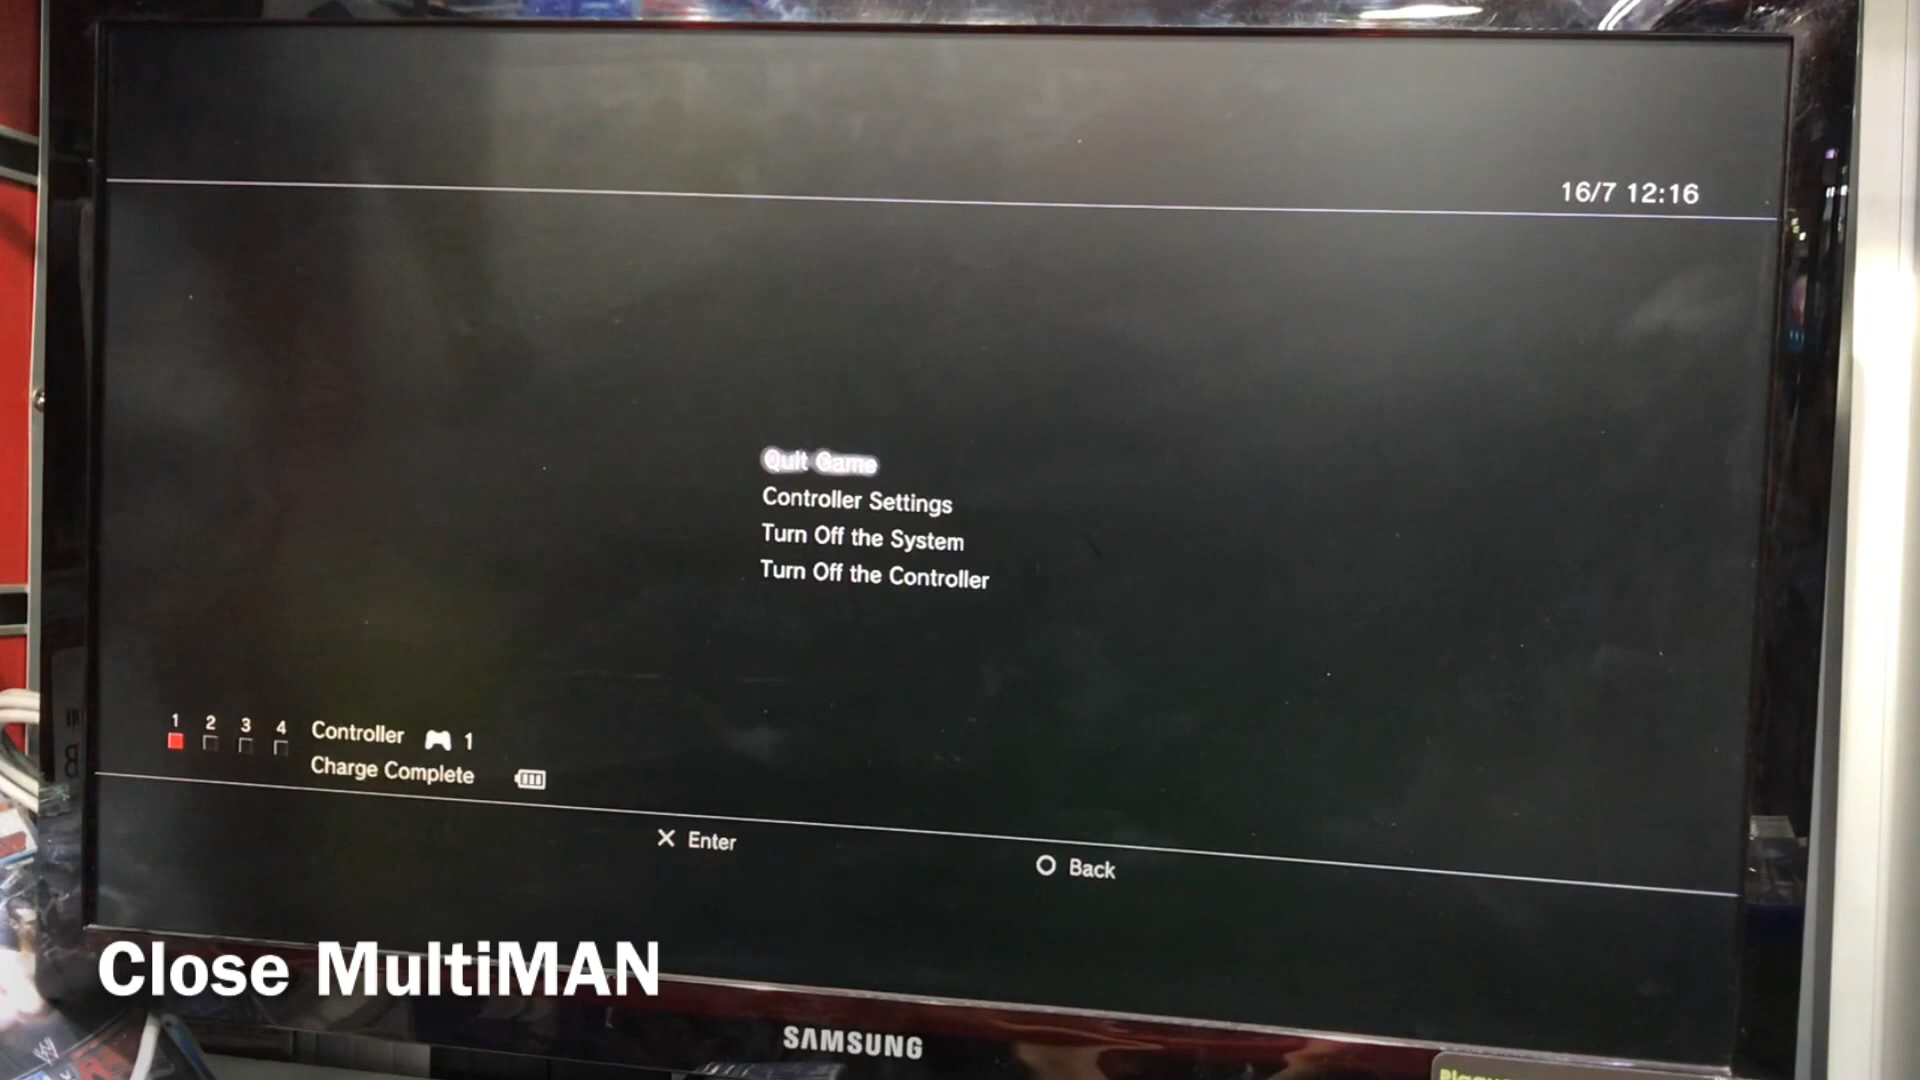 16/7 12:16
Quit Game
Controller Settings
Turn Off the System
Turn Off the Controller
1 2 3 4 Controller 1
Charge Complete
X Enter
O Back
Close MultiMAN
SAMSUNG